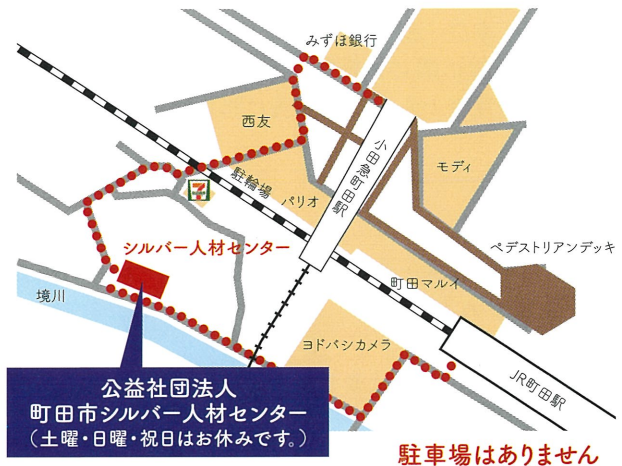 みずほ銀行
西友
小田急町田駅
モディ
駐輪場
パリオ
7
ペデストリアンデッキ
シルバー人材センター
町田マルイ
境川
ヨドバシカメラ
JR町田駅
公益社団法人
町田市シルバー人材センター
(土曜・日曜・祝日はお休みです。)
駐車場はありません